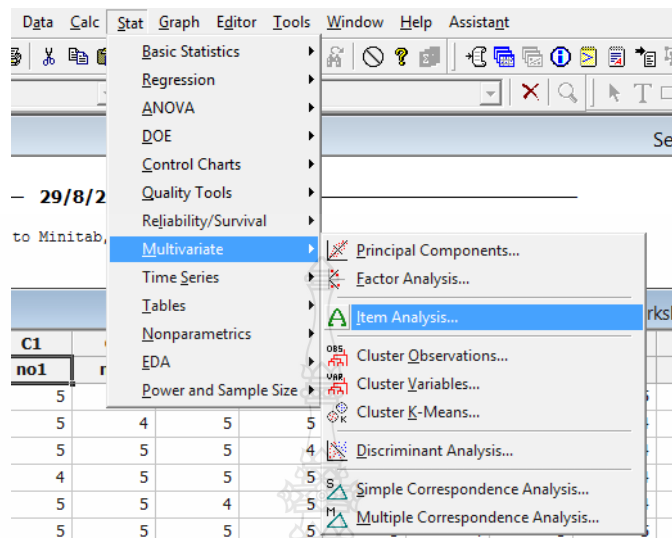 Data Calc Stat Graph Editor Tools Window Help Assistant
Basic Statistics
Regression
ANOVA
DOE
Control Charts
Quality Tools
Reliability/Survival
Multivariate
Time Series
Tables
Nonparametrics
EDA
Power and Sample Size
Principal Components...
Factor Analysis...
Item Analysis...
OBS. Cluster Observations...
VAR. Cluster Variables...
K Cluster K-Means...
Discriminant Analysis...
S Simple Correspondence Analysis...
M Multiple Correspondence Analysis...
Se
29/8/2
to Minitab,
rksh
C1
no1
5
5 4 5 5
5 5 5 4
4 5 5 5
5 5 4 5
5 5 5 5